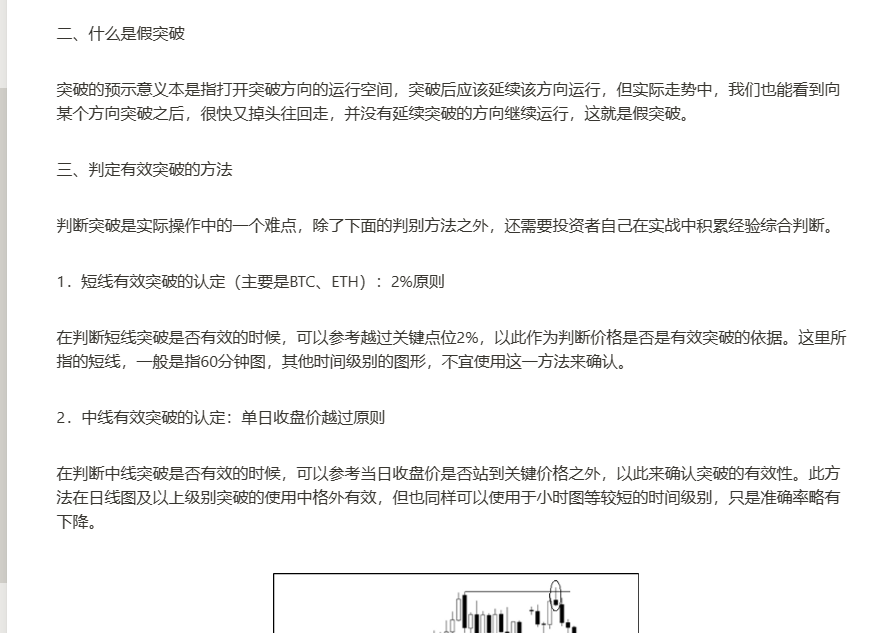 二、什么是假突破
突破的预示意义本是指打开突破方向的运行空间，突破后应该延续该方向运行，但实际走势中，我们也能看到向
某个方向突破之后，很快又掉头往回走，并没有延续突破的方向继续运行，这就是假突破。
三、判定有效突破的方法
判断突破是实际操作中的一个难点，除了下面的判别方法之外，还需要投资者自己在实战中积累经验综合判断。
1．短线有效突破的认定（主要是BTC、ETH）：2%原则
在判断短线突破是否有效的时候，可以参考越过关键点位2%，以此作为判断价格是否是有效突破的依据。这里所
指的短线，一般是指60分钟图，其他时间级别的图形，不宜使用这一方法来确认。
2．中线有效突破的认定：单日收盘价越过原则
在判断中线突破是否有效的时候，可以参考当日收盘价是否站到关键价格之外，以此来确认突破的有效性。此方
法在日线图及以上级别突破的使用中格外有效，但也同样可以使用于小时图等较短的时间级别，只是准确率略有
下降。